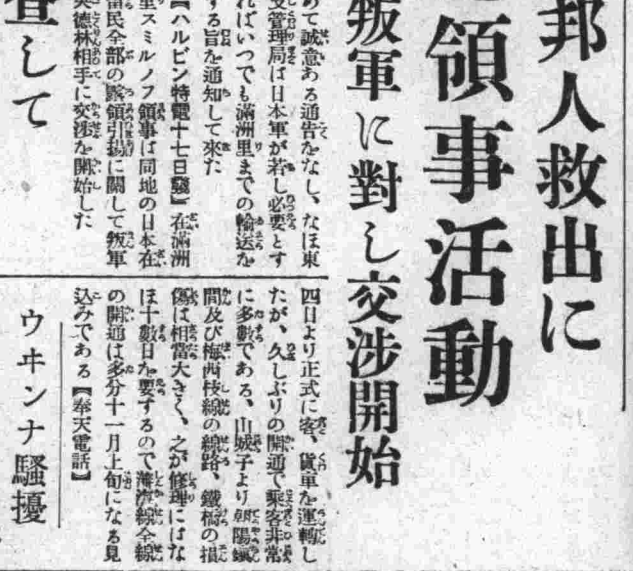 邦人救出に
領事活動
叛軍に對し交渉開始
めて誠意ある通告をなし、なほ東
支管理局は日本軍が若し必要とす
ればいつでも滿洲里までの輸送を
する旨を通知して來た
【ハルビン特電十七日發】在滿洲
里スミルノフ領事は同地の日本在
留民全部の露領引揚に關して叛軍
德林相手に交渉を開始した
して
四日より正式に客、貨車を運轉し
たが、久しぶりの開通で乘客非常
に多數である、山城子より朝陽鎭
間及び梅西枝線の線路、鐵橋の損
傷は相當大きく、之が修理にはな
ほ十數日を要するので瀋海線全線
の開通は多分十一月上旬になる見
込みである【奉天電話】
ウヰンナ騷擾